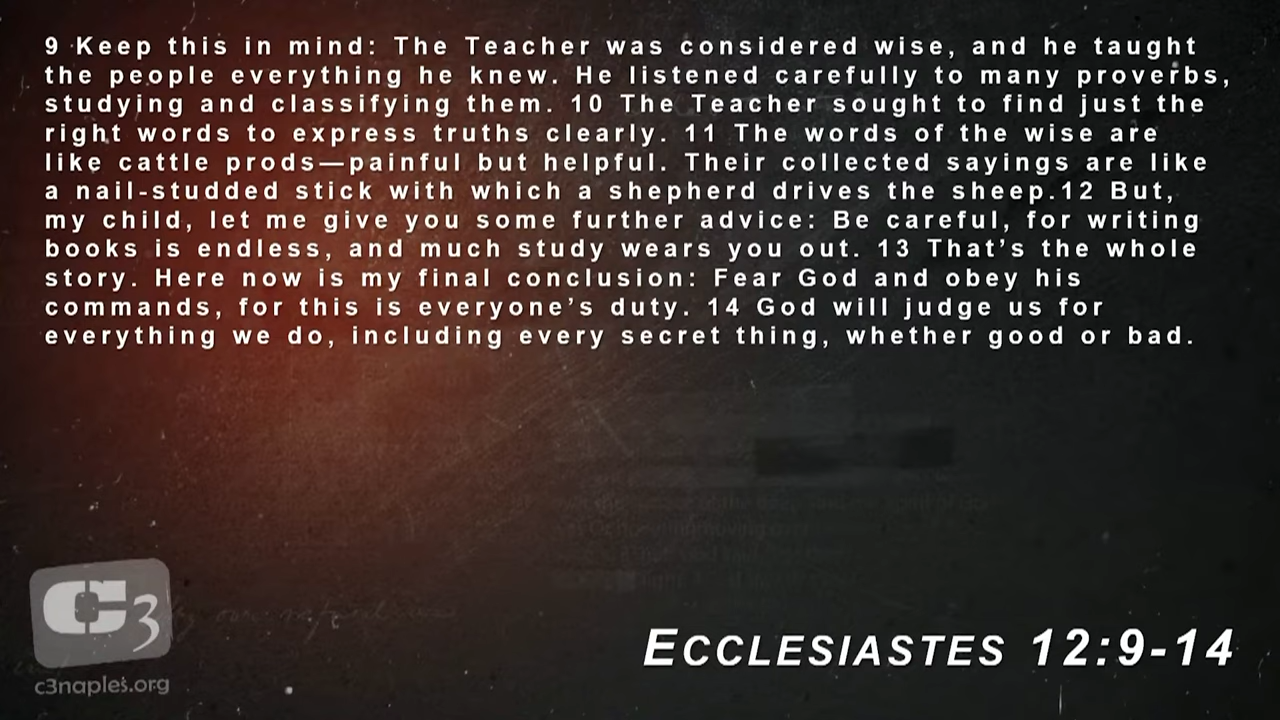 9 Keep this in mind: The Teacher was considered wise, and he taught
the people everything he knew. He listened carefully to many proverbs,
studying and classifying them. 10 The Teacher sought to find just the
right words to express truths clearly. 11 The words of the wise are
like cattle prods—painful but helpful. Their collected sayings are like
a nail-studded stick with which a shepherd drives the sheep.12 But,
my child, let me give you some further advice: Be careful, for writing
books is endless, and much study wears you out. 13 That’s the whole
story. Here now is my final conclusion: Fear God and obey his
commands, for this is everyone’s duty. 14 God will judge us for
everything we do, including every secret thing, whether good or bad.
C3
c3naples.org
ECCLESIASTES 12:9-14